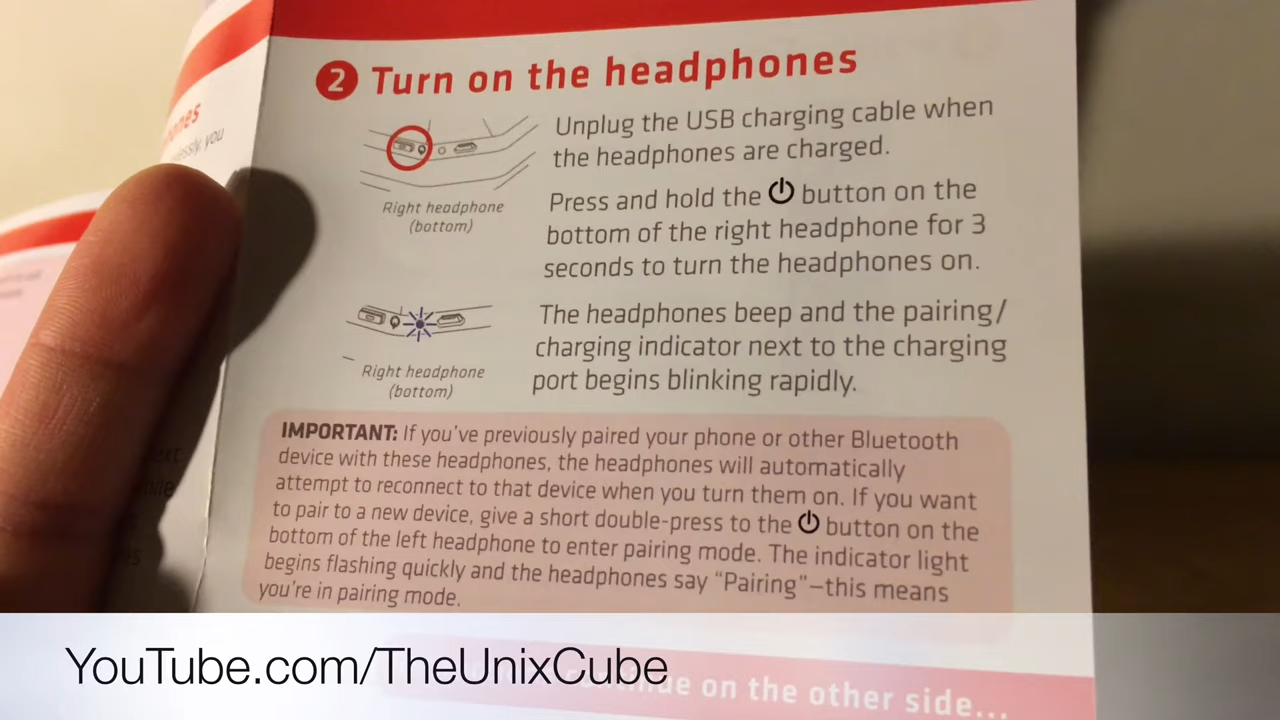 2 Turn on the headphones
Unplug the USB charging cable when
the headphones are charged.
Right headphone
(bottom)
Press and hold the button on the
bottom of the right headphone for 3
seconds to turn the headphones on.
Right headphone
(bottom)
The headphones beep and the pairing/
charging indicator next to the charging
port begins blinking rapidly.
IMPORTANT: If you've previously paired your phone or other Bluetooth
device with these headphones, the headphones will automatically
attempt to reconnect to that device when you turn them on. If you want
to pair to a new device, give a short double-press to the button on the
bottom of the left headphone to enter pairing mode. The indicator light
begins flashing quickly and the headphones say “Pairing”—this means
you're in pairing mode.
YouTube.com/TheUnixCube
on the other side...